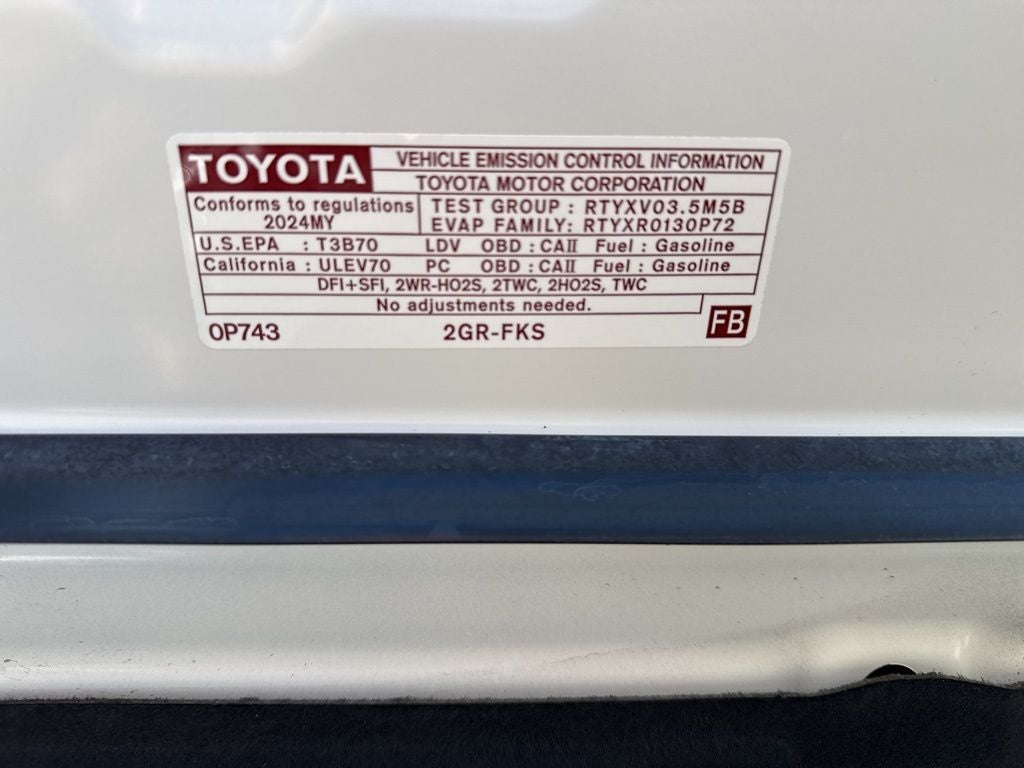 TOYOTA VEHICLE EMISSION CONTROL INFORMATION
TOYOTA MOTOR CORPORATION
Conforms to regulations
2024MY
TEST GROUP : RTYXV03.5M5B
EVAP FAMILY: RTYXR0130P72
U.S.EPA : T3B70 LDV OBD : CAII Fuel : Gasoline
California : ULEV70 PC OBD : CAII Fuel : Gasoline
DFI+SFI, 2WR-HO2S, 2TWC, 2HO2S, TWC
No adjustments needed.
0P743 2GR-FKS FB